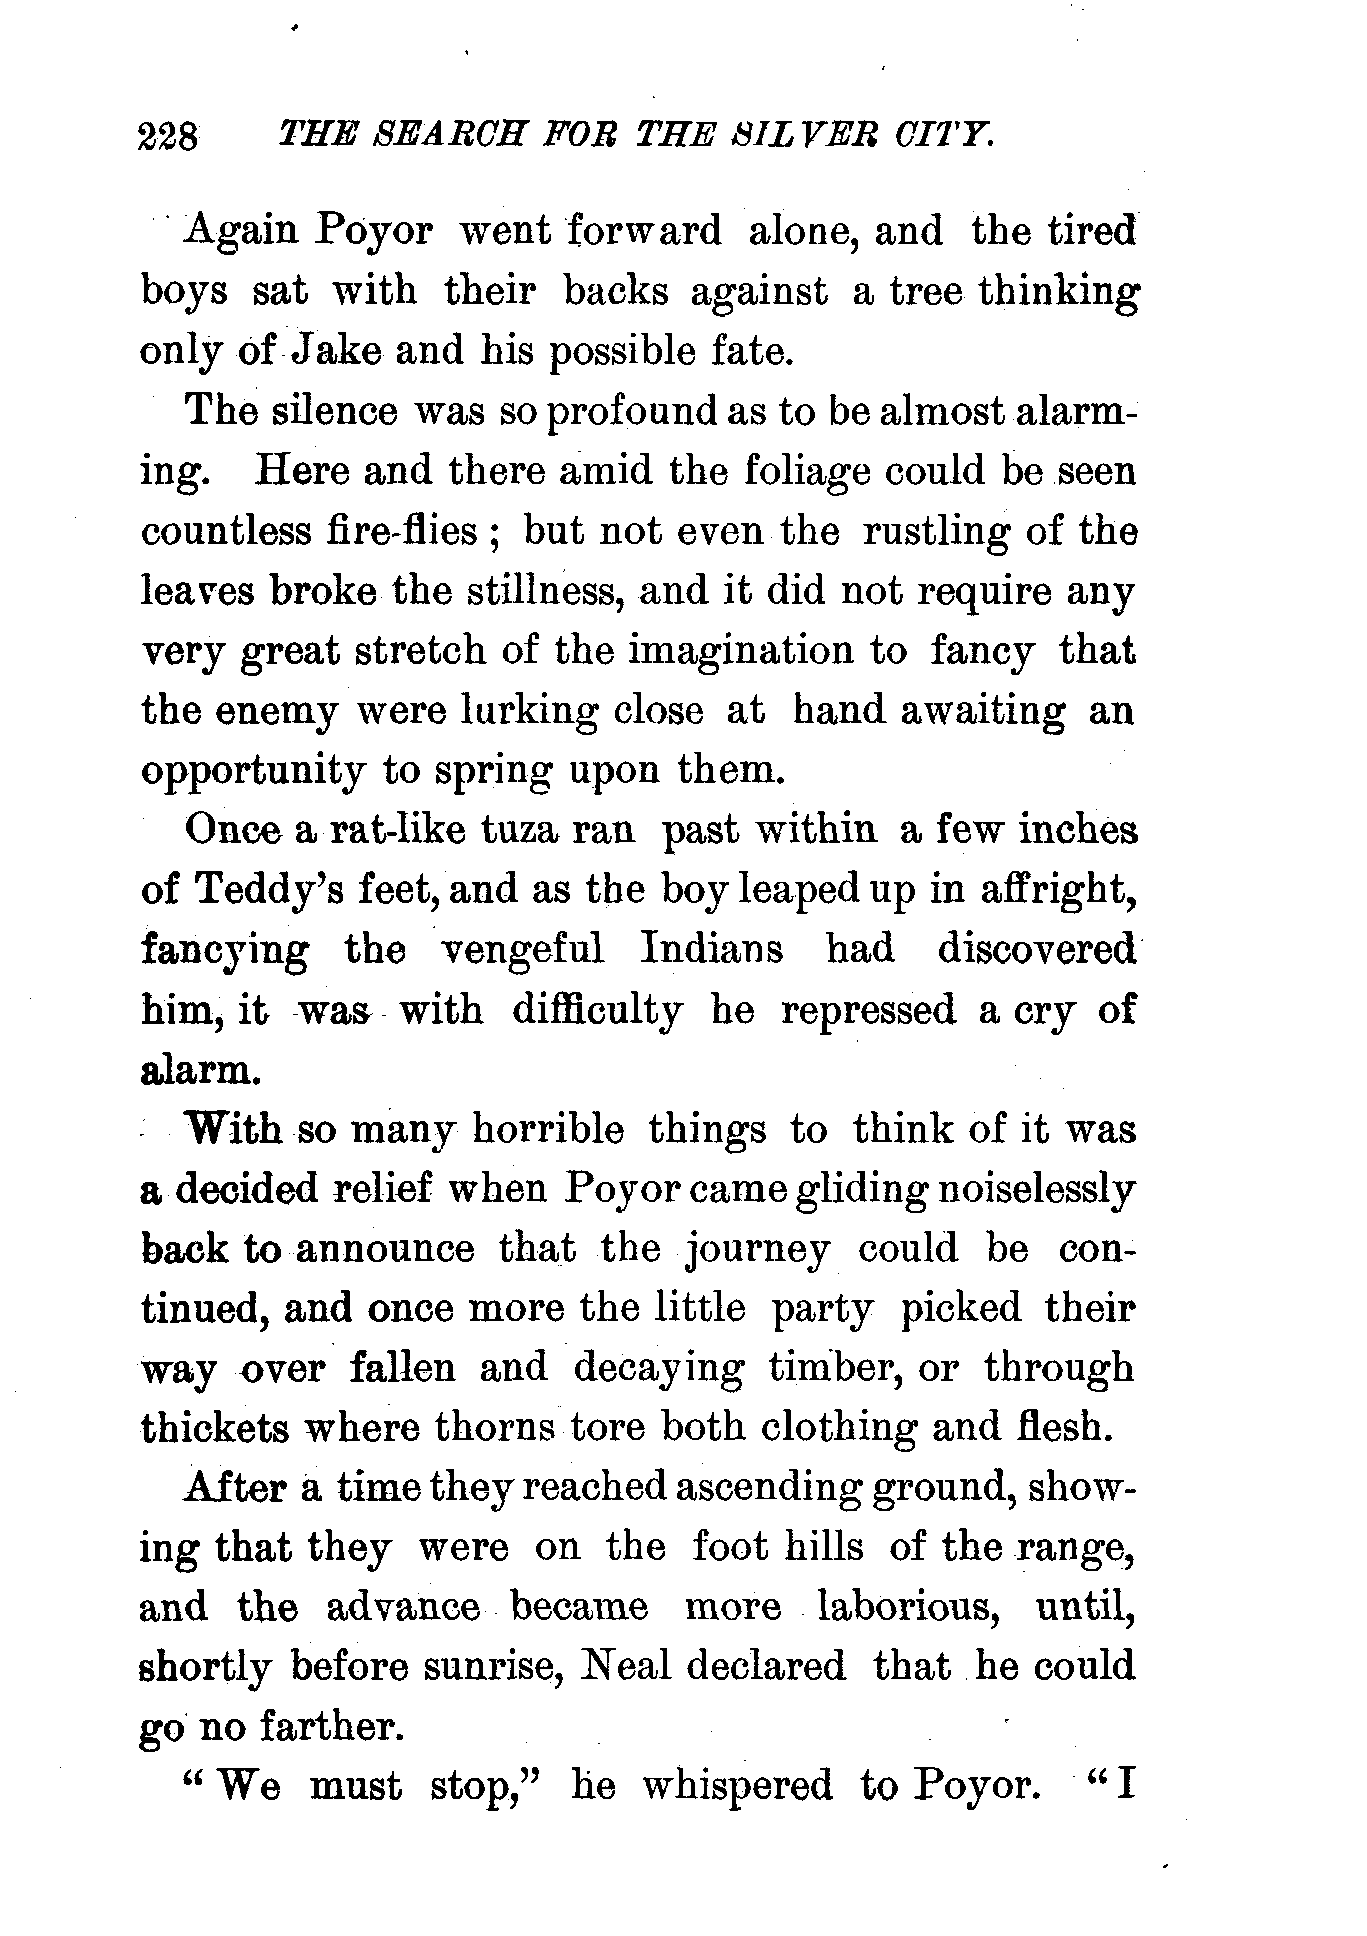 228 THE SEARCH FOR THE SILVER CITY.
Again Poyor went forward alone, and the tired
boys sat with their backs against a tree thinking
only of Jake and his possible fate.
The silence was so profound as to be almost alarm-
ing. Here and there amid the foliage could be seen
countless fire-flies ; but not even the rustling of the
leaves broke the stillness, and it did not require any
very great stretch of the imagination to fancy that
the enemy were lurking close at hand awaiting an
opportunity to spring upon them.
Once a rat-like tuza ran past within a few inches
of Teddy's feet, and as the boy leaped up in affright,
fancying the vengeful Indians had discovered
him, it was with difficulty he repressed a cry of
alarm.
With so many horrible things to think of it was
a decided relief when Poyor came gliding noiselessly
back to announce that the journey could be con-
tinued, and once more the little party picked their
way over fallen and decaying timber, or through
thickets where thorns tore both clothing and flesh.
After a time they reached ascending ground, show-
ing that they were on the foot hills of the range,
and the advance became more laborious, until,
shortly before sunrise, Neal declared that he could
go no farther.
" We must stop," he whispered to Poyor. " I